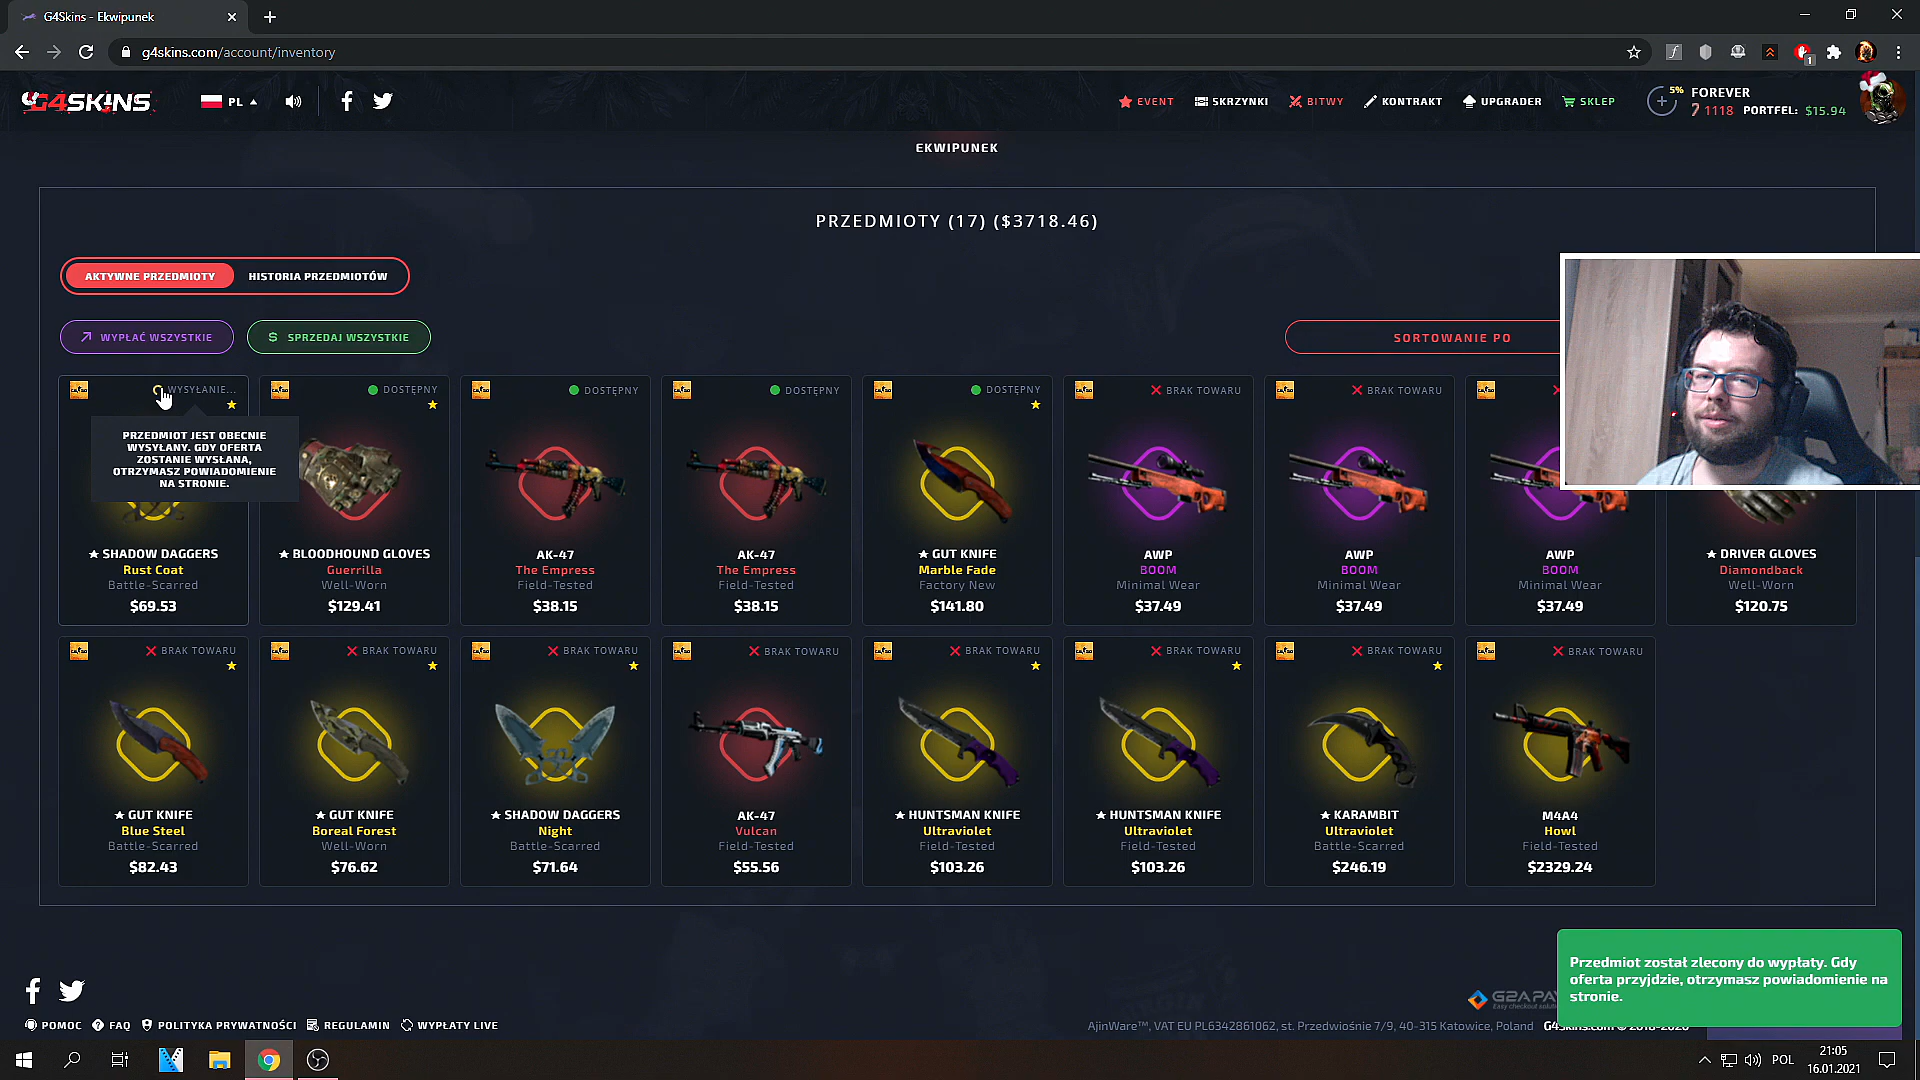 G4Skins - Ekwipunek
g4skins.com/account/inventory
1
G4SKINS
PL
EVENT
SKRZYNKI
BITWY
KONTRAKT
UPGRADER
SKLEP
5%
FOREVER
1118 PORTFEL: $15.94
EKWIPUNEK
PRZEDMIOTY (17) ($3718.46)
AKTYWNE PRZEDMIOTY
HISTORIA PRZEDMIOTÓW
WYPŁAĆ WSZYSTKIE
SPRZEDAJ WSZYSTKIE
SORTOWANIE PO
WYSYŁANIE...
PRZEDMIOT JEST OBECNIE
WYSYŁANY. GDY OFERTA
ZOSTANIE WYSŁANA,
OTRZYMASZ POWIADOMIENIE
NA STRONIE.
★ SHADOW DAGGERS
Rust Coat
Battle-Scarred
$69.53
DOSTĘPNY
★ BLOODHOUND GLOVES
Guerrilla
Well-Worn
$129.41
DOSTĘPNY
AK-47
The Empress
Field-Tested
$38.15
DOSTĘPNY
AK-47
The Empress
Field-Tested
$38.15
DOSTĘPNY
★ GUT KNIFE
Marble Fade
Factory New
$141.80
BRAK TOWARU
AWP
BOOM
Minimal Wear
$37.49
BRAK TOWARU
AWP
BOOM
Minimal Wear
$37.49
AWP
BOOM
Minimal Wear
$37.49
★ DRIVER GLOVES
Diamondback
Well-Worn
$120.75
BRAK TOWARU
★ GUT KNIFE
Blue Steel
Battle-Scarred
$82.43
BRAK TOWARU
★ GUT KNIFE
Boreal Forest
Well-Worn
$76.62
BRAK TOWARU
★ SHADOW DAGGERS
Night
Battle-Scarred
$71.64
BRAK TOWARU
AK-47
Vulcan
Field-Tested
$55.56
BRAK TOWARU
★ HUNTSMAN KNIFE
Ultraviolet
Field-Tested
$103.26
BRAK TOWARU
★ HUNTSMAN KNIFE
Ultraviolet
Field-Tested
$103.26
BRAK TOWARU
★ KARAMBIT
Ultraviolet
Battle-Scarred
$246.19
BRAK TOWARU
M4A4
Howl
Field-Tested
$2329.24
Przedmiot został zlecony do wypłaty. Gdy
oferta przyjdzie, otrzymasz powiadomienie na
stronie.
POMOC
FAQ
POLITYKA PRYWATNOŚCI
REGULAMIN
WYPŁATY LIVE
G2APAY
AjinWare™, VAT EU PL6342861062, st. Przedwiośnie 7/9, 40-315 Katowice, Poland
POL
21:05
16.01.2021